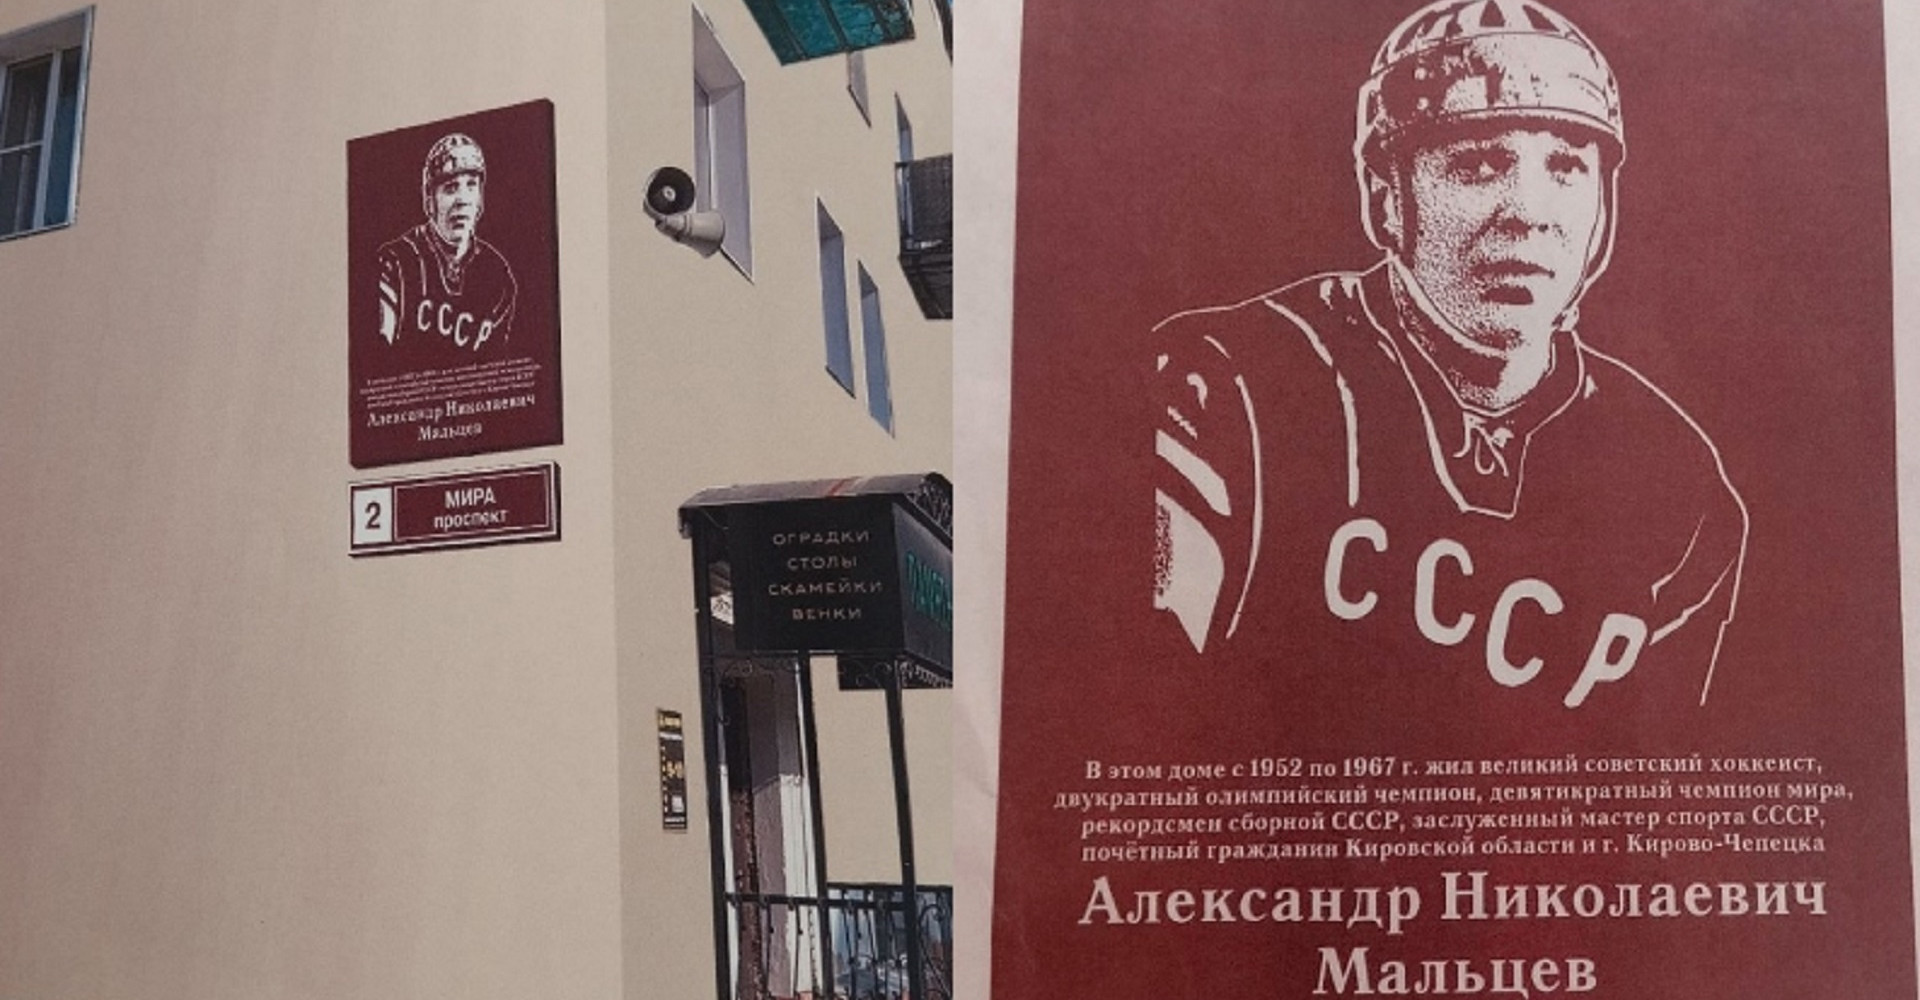 СССР
Александр Николаевич
Мальцев
2
МИРА
проспект
ОГРАДКИ
СТОЛЫ
СКАМЕЙКИ
ВЕНКИ
СССР
В этом доме с 1952 по 1967 г. жил великий советский хоккеист,
двукратный олимпийский чемпион, девятикратный чемпион мира,
рекордсмен сборной СССР, заслуженный мастер спорта СССР,
почётный гражданин Кировской области и г. Кирово-Чепецка
Александр Николаевич
Мальцев